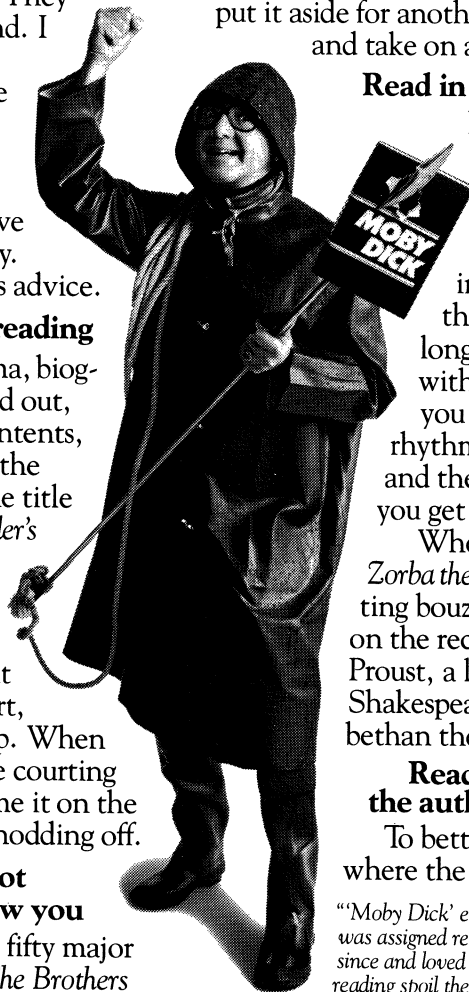 They
nd. I
e
ve
y.
s advice.
reading
na, biog-
d out,
ntents,
the
e title
ler's
t
rt,
p. When
e courting
ne it on the
nodding off.
ot
w you
fifty major
he Brothers
MOBY
DICK
put it aside for anoth
and take on a
Read in
in
th
long
with
you
rhythm
and the
you get
Whe
Zorba the
ting bouz
on the rec
Proust, a l
Shakespea
bethan the
Read
the auth
To bett
where the
"'Moby Dick' e
was assigned re
since and loved
reading spoil the